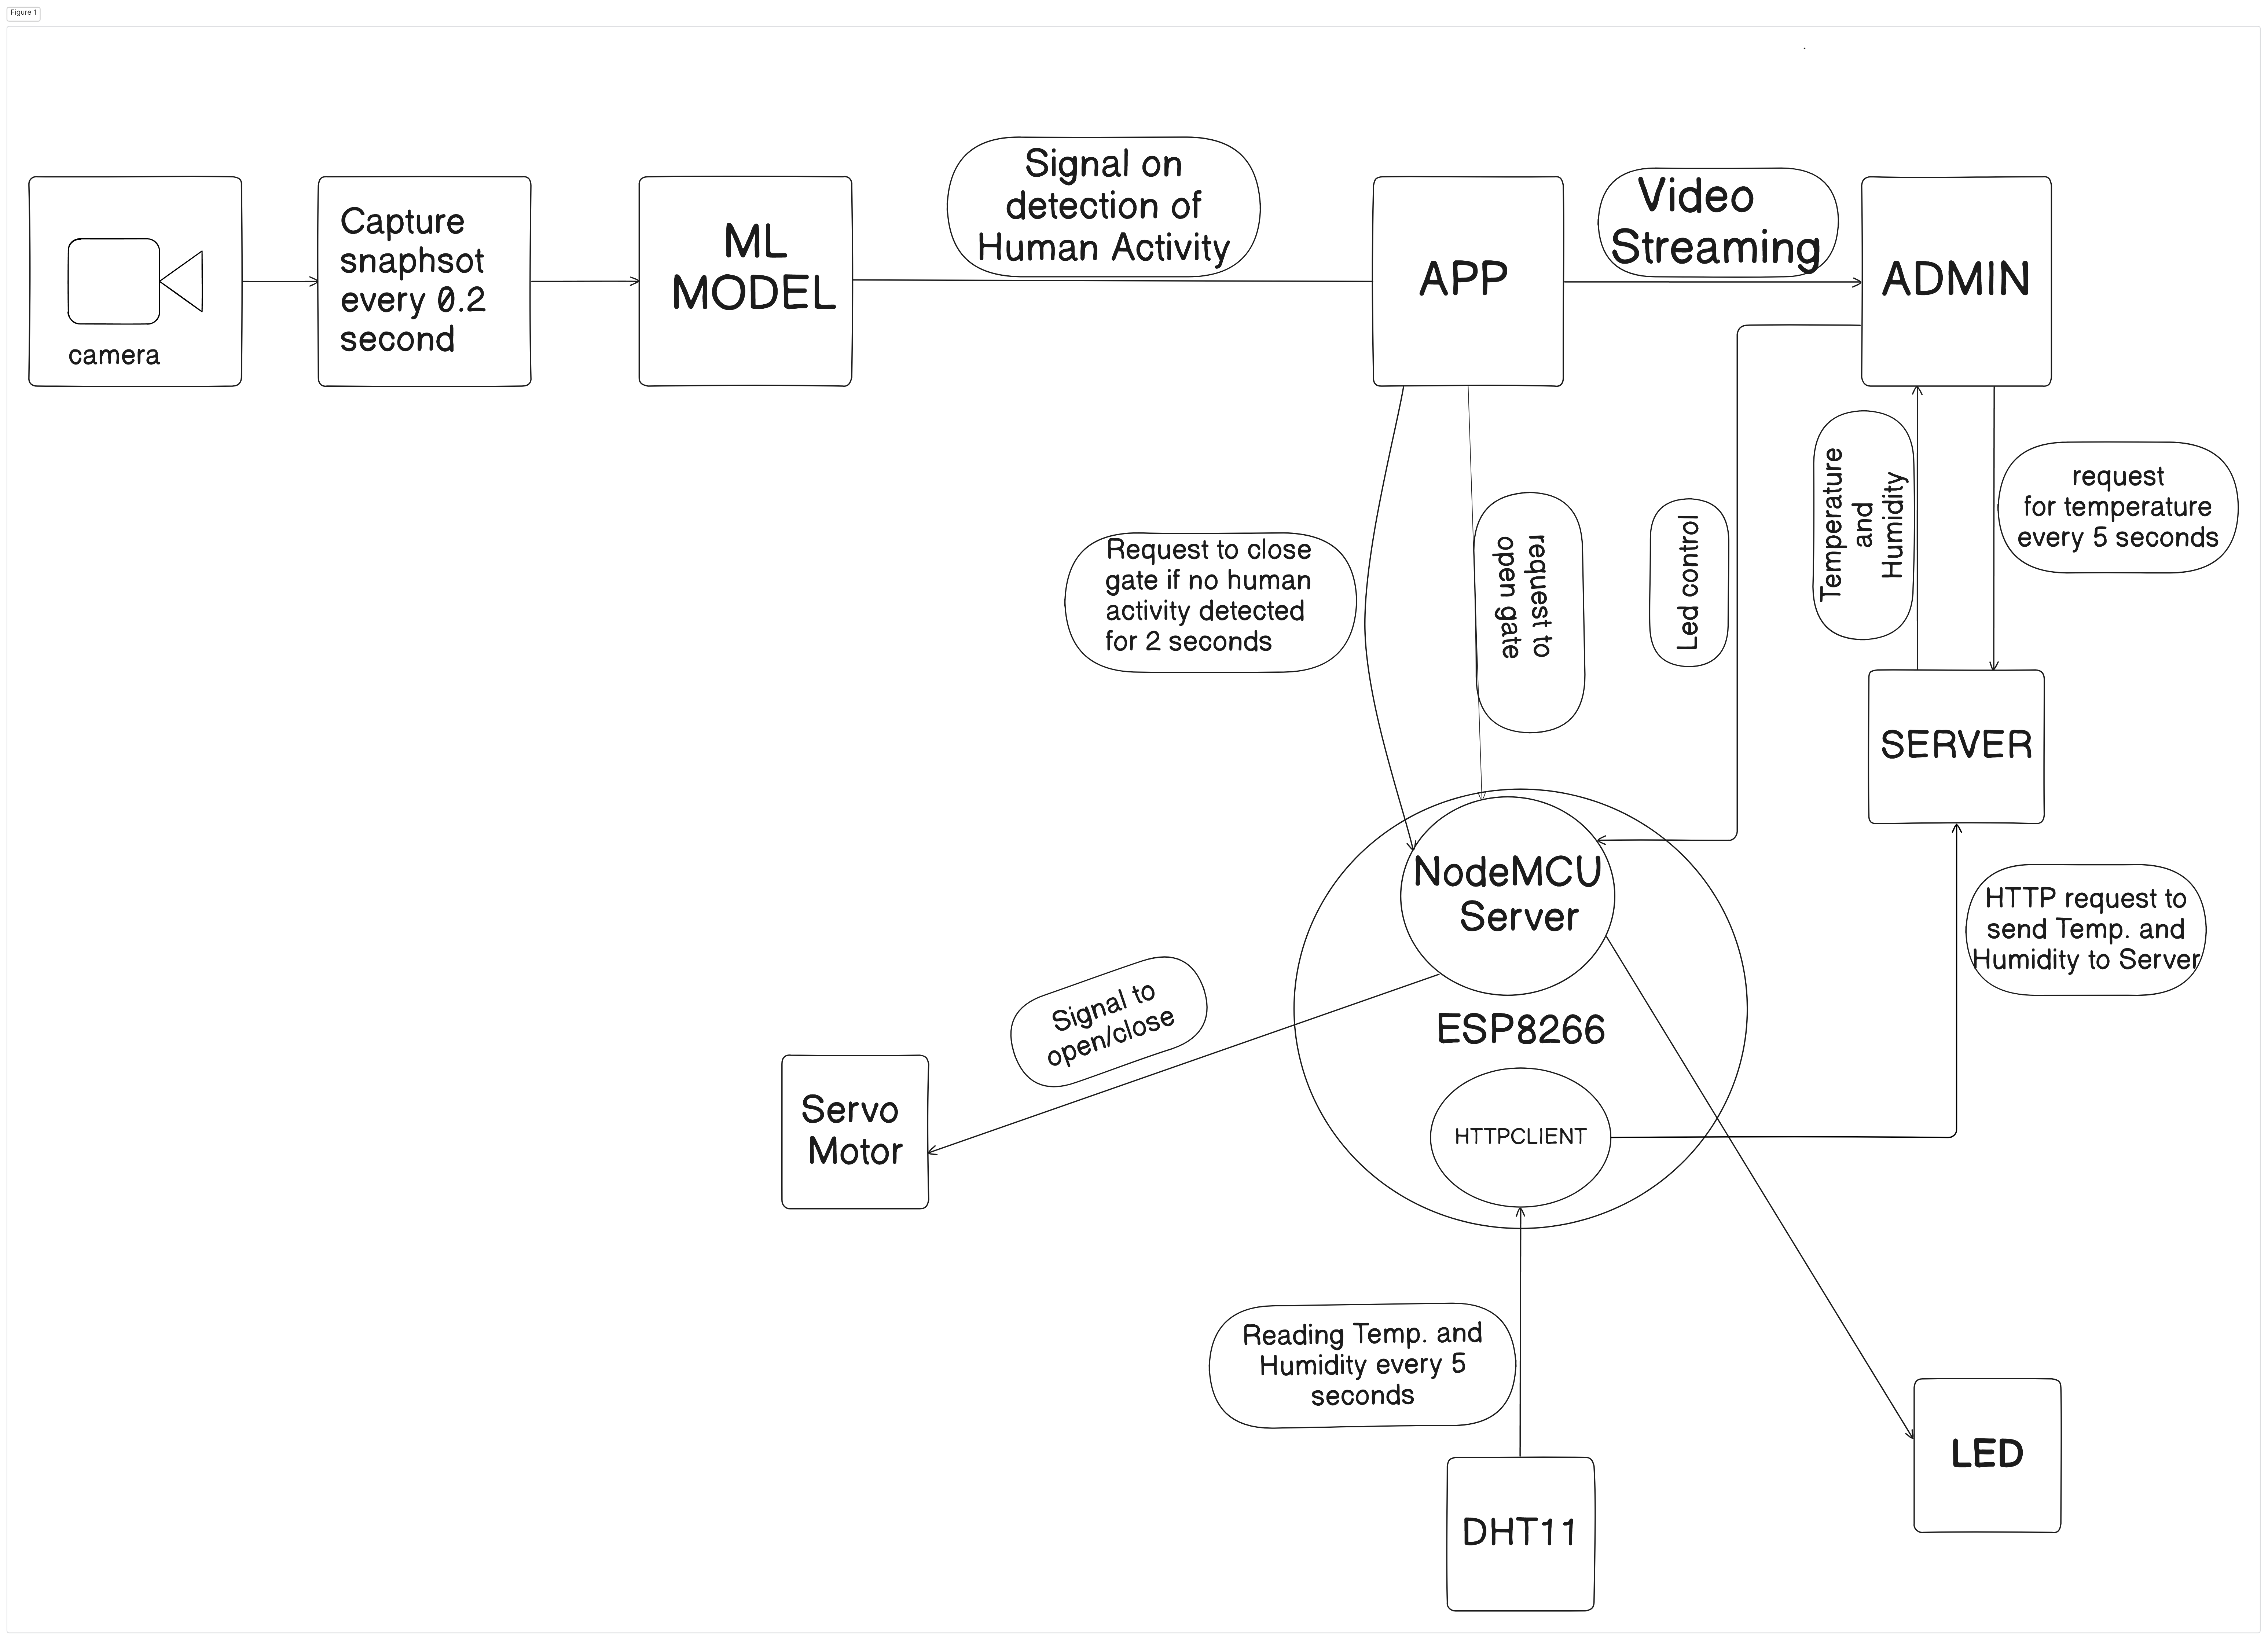 Figure 1
camera
Capture
snaphsot
every 0.2
second
ML
MODEL
Signal on
detection of
Human Activity
APP
Video
Streaming
ADMIN
Request to close
gate if no human
activity detected
for 2 seconds
request to
open gate
Led control
Temperature
and
Humidity
request
for temperature
every 5 seconds
SERVER
NodeMCU
Server
ESP8266
HTTPCLIENT
HTTP request to
send Temp. and
Humidity to Server
Signal to
open/close
Servo
Motor
Reading Temp. and
Humidity every 5
seconds
DHT11
LED